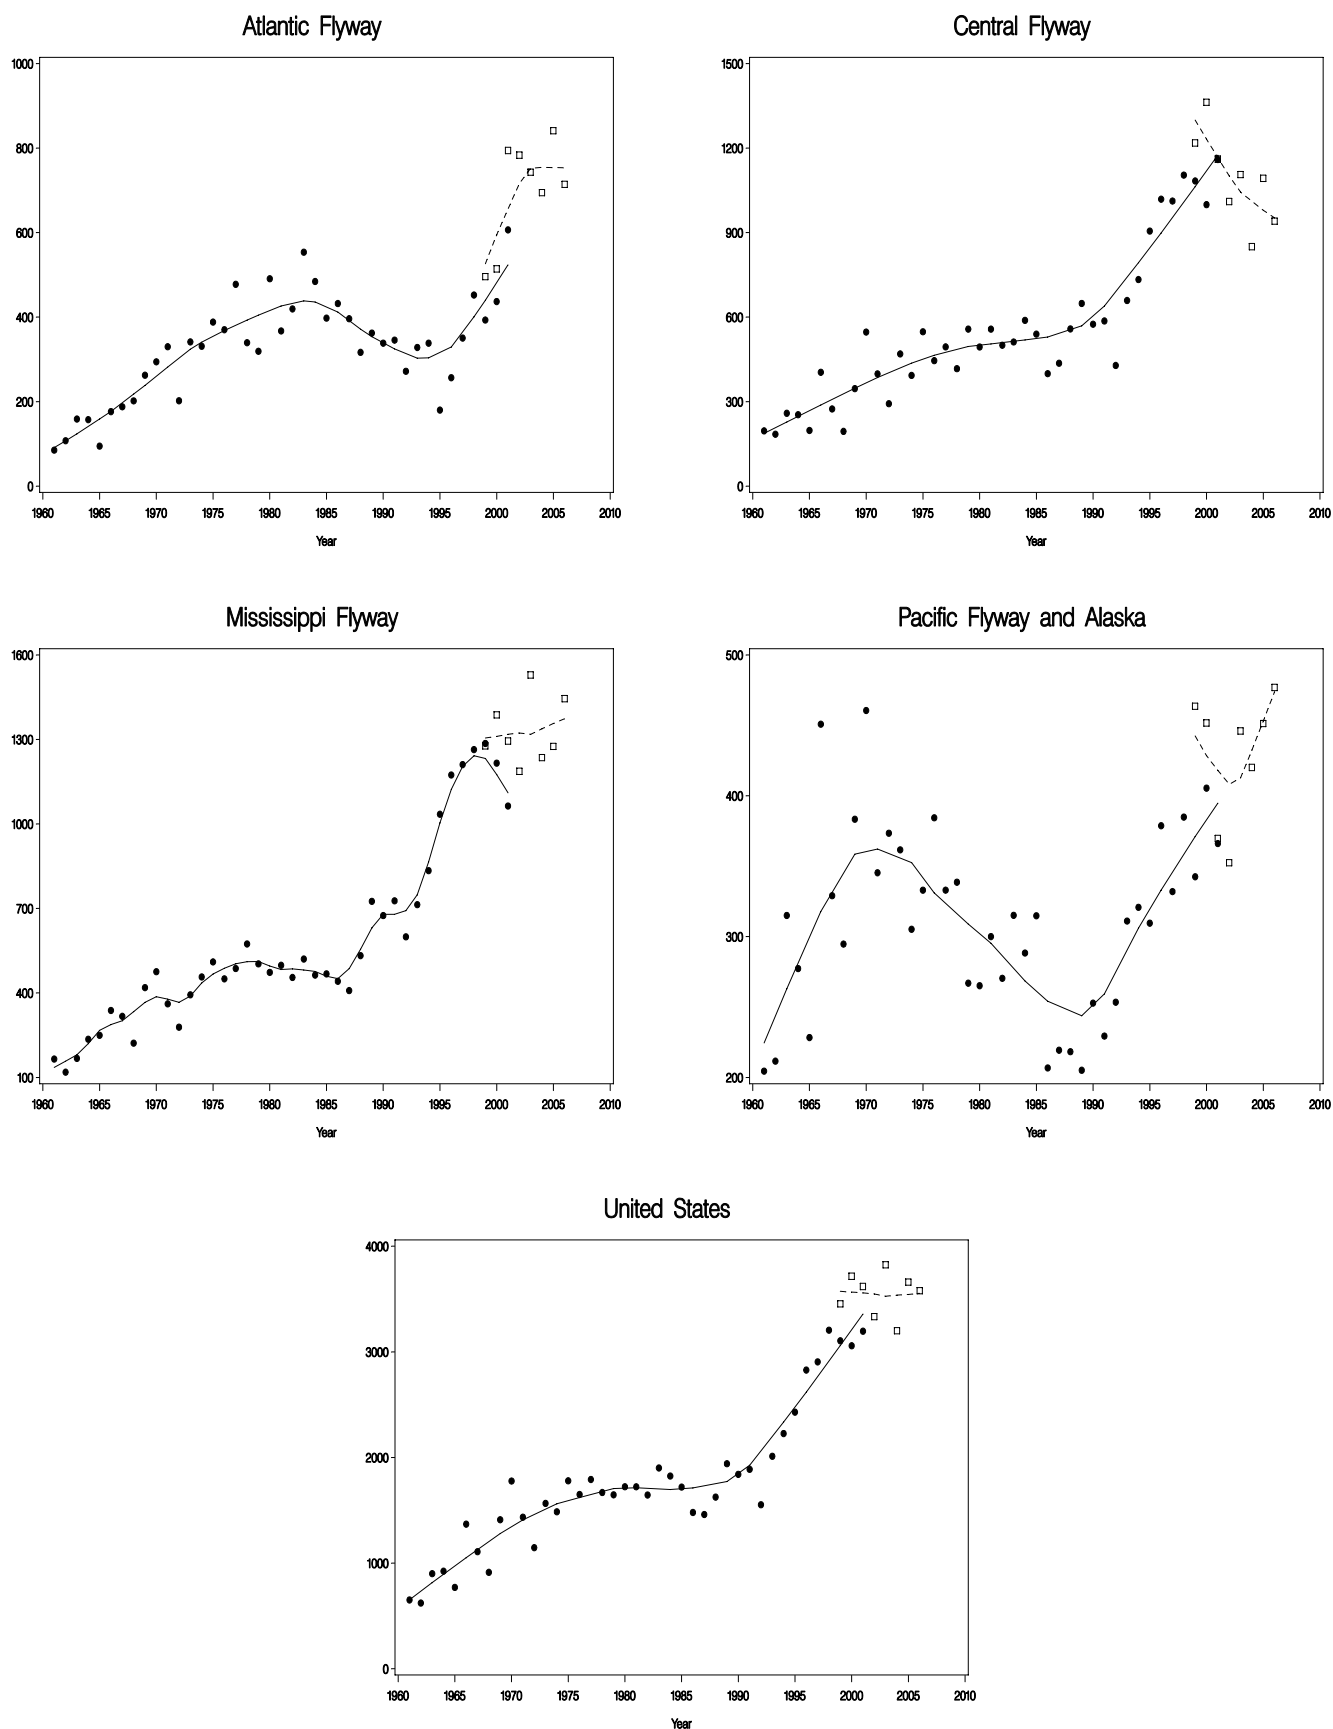 Atlantic Flyway
1000
800
600
400
200
0
1960 1965 1970 1975 1980 1985 1990 1995 2000 2005 2010
Year
Central Flyway
1500
1200
900
600
300
0
1960 1965 1970 1975 1980 1985 1990 1995 2000 2005 2010
Year
Mississippi Flyway
1600
1300
1000
700
400
100
1960 1965 1970 1975 1980 1985 1990 1995 2000 2005 2010
Year
Pacific Flyway and Alaska
500
400
300
200
1960 1965 1970 1975 1980 1985 1990 1995 2000 2005 2010
Year
United States
4000
3000
2000
1000
0
1960 1965 1970 1975 1980 1985 1990 1995 2000 2005 2010
Year